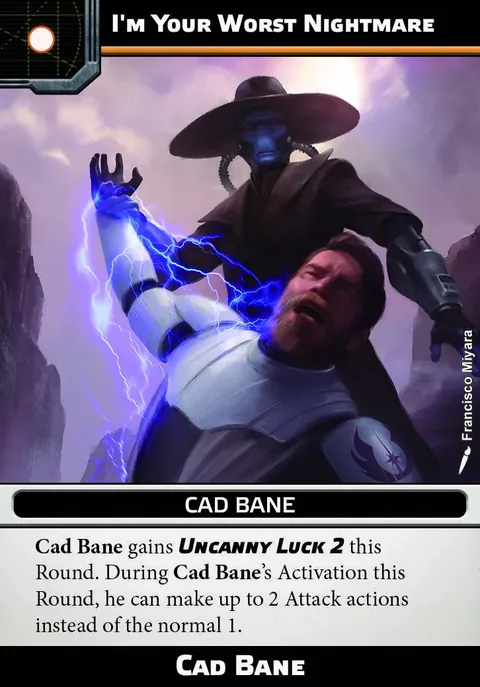 I'm Your Worst Nightmare
Francisco Miyara
CAD BANE
Cad Bane gains Uncanny Luck 2 this
Round. During Cad Bane's Activation this
Round, he can make up to 2 Attack actions
instead of the normal 1.
Cad Bane